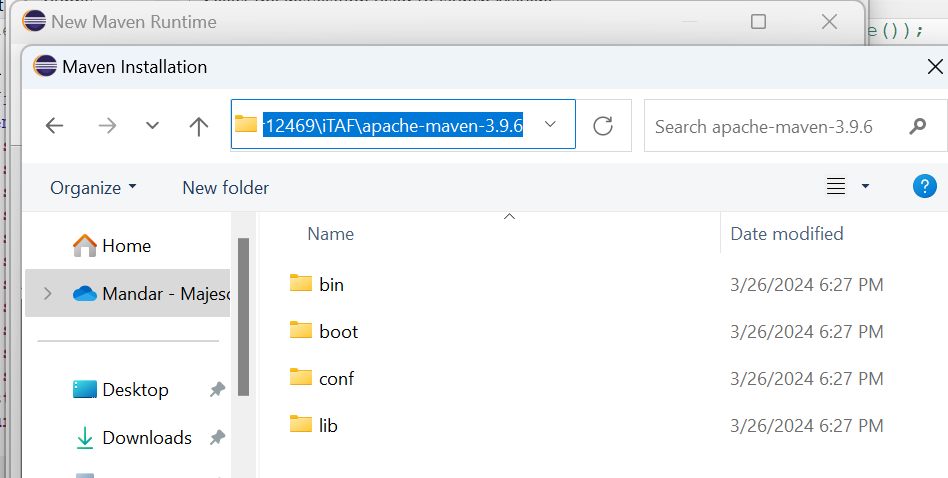 New Maven Runtime
e());
Maven Installation
12469\iTAF\apache-maven-3.9.6
Search apache-maven-3.9.6
Organize
New folder
?
Name
Date modified
Home
Mandar - Majesc
bin
3/26/2024 6:27 PM
boot
3/26/2024 6:27 PM
conf
3/26/2024 6:27 PM
lib
3/26/2024 6:27 PM
Desktop
Downloads